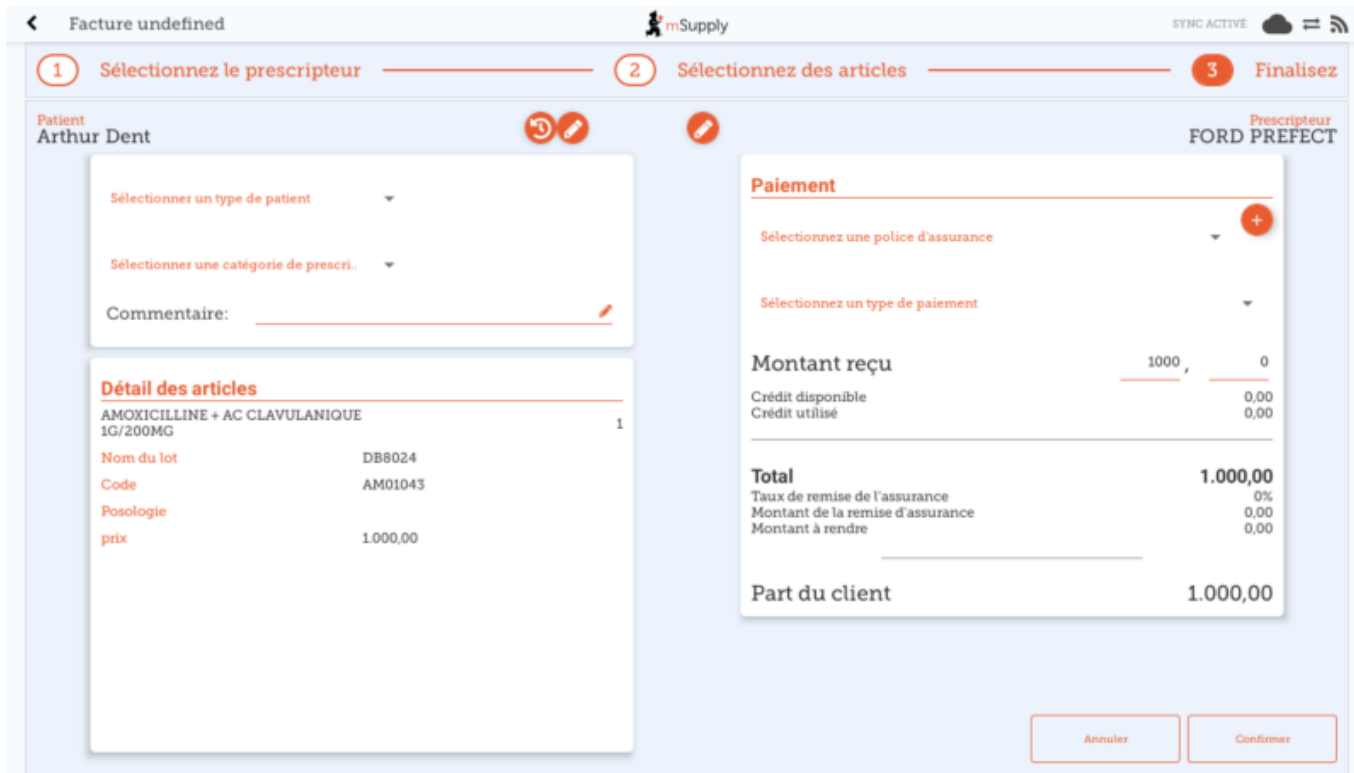 Facture undefined
mSupply
SYNC ACTIVÉ
1 Sélectionnez le prescripteur
2 Sélectionnez des articles
3 Finalisez
Patient
Arthur Dent
Prescripteur
FORD PREFECT
Sélectionner un type de patient
Sélectionner une catégorie de prescri..
Commentaire:
Détail des articles
AMOXICILLINE + AC CLAVULANIQUE
1G/200MG
1
Nom du lot DB8024
Code AM01043
Posologie
prix 1.000,00
Paiement
+
Sélectionnez une police d'assurance
Sélectionnez un type de paiement
Montant reçu 1000 , 0
Crédit disponible 0,00
Crédit utilisé 0,00
Total 1.000,00
Taux de remise de l'assurance 0%
Montant de la remise d'assurance 0,00
Montant à rendre 0,00
Part du client 1.000,00
Annuler
Confirmer